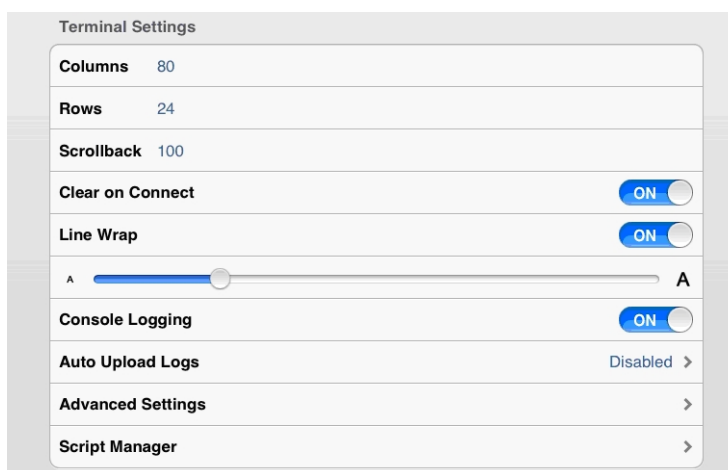 Terminal Settings
Columns 80
Rows 24
Scrollback 100
Clear on Connect ON
Line Wrap ON
A A
Console Logging ON
Auto Upload Logs Disabled
Advanced Settings
Script Manager